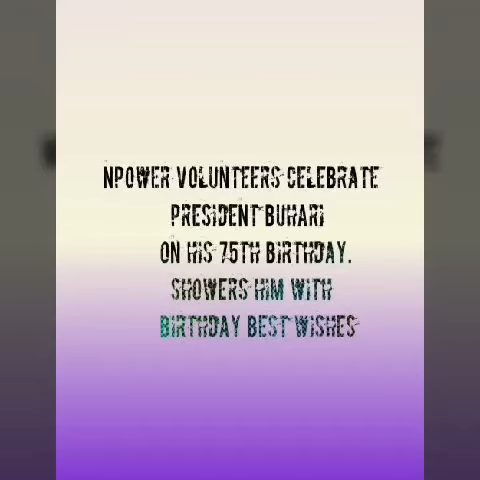 NPOWER VOLUNTEERS CELEBRATE
PRESIDENT BUHARI
ON HIS 75TH BIRTHDAY.
SHOWERS HIM WITH
BIRTHDAY BEST WISHES